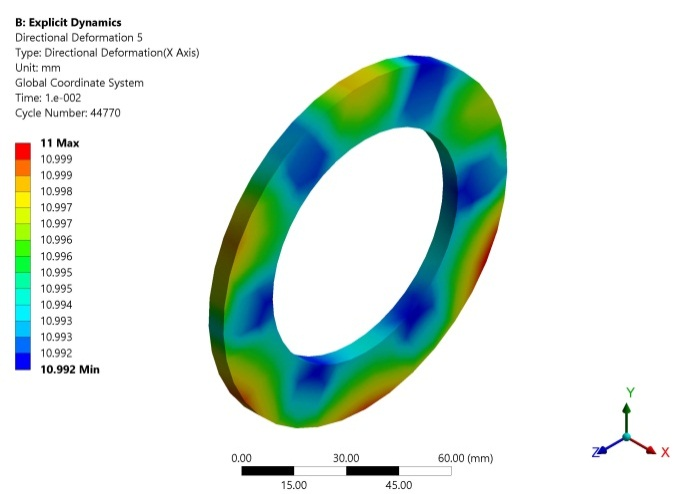 B: Explicit Dynamics
Directional Deformation 5
Type: Directional Deformation(X Axis)
Unit: mm
Global Coordinate System
Time: 1.e-002
Cycle Number: 44770
11 Max
10.999
10.999
10.998
10.997
10.997
10.996
10.996
10.995
10.995
10.994
10.993
10.993
10.992
10.992 Min
0.00 30.00 60.00 (mm)
15.00 45.00
Y
Z X